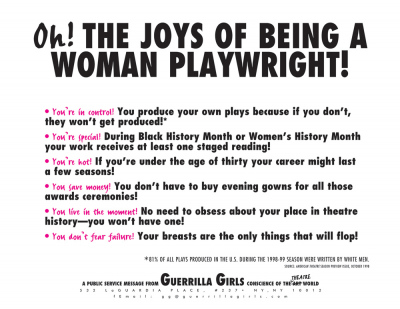 Oh! THE JOYS OF BEING A
WOMAN PLAYWRIGHT!
• You're in control! You produce your own plays because if you don't,
they won't get produced!*
• You're special! During Black History Month or Women's History Month
your work receives at least one staged reading!
• You're hot! If you're under the age of thirty your career might last
a few seasons!
• You save money! You don't have to buy evening gowns for all those
awards ceremonies!
• You live in the moment! No need to obsess about your place in theatre
history—you won't have one!
• You don't fear failure! Your breasts are the only things that will flop!
*81% OF ALL PLAYS PRODUCED IN THE U.S. DURING THE 1998-99 SEASON WERE WRITTEN BY WHITE MEN.
SOURCE: AMERICAN THEATRE SEASON PREVIEW ISSUE, OCTOBER 1998
A PUBLIC SERVICE MESSAGE FROM GUERRILLA GIRLS CONSCIENCE OF THE THEATRE ART WORLD
532 LaGUARDIA PLACE, #237• NY,NY 10012